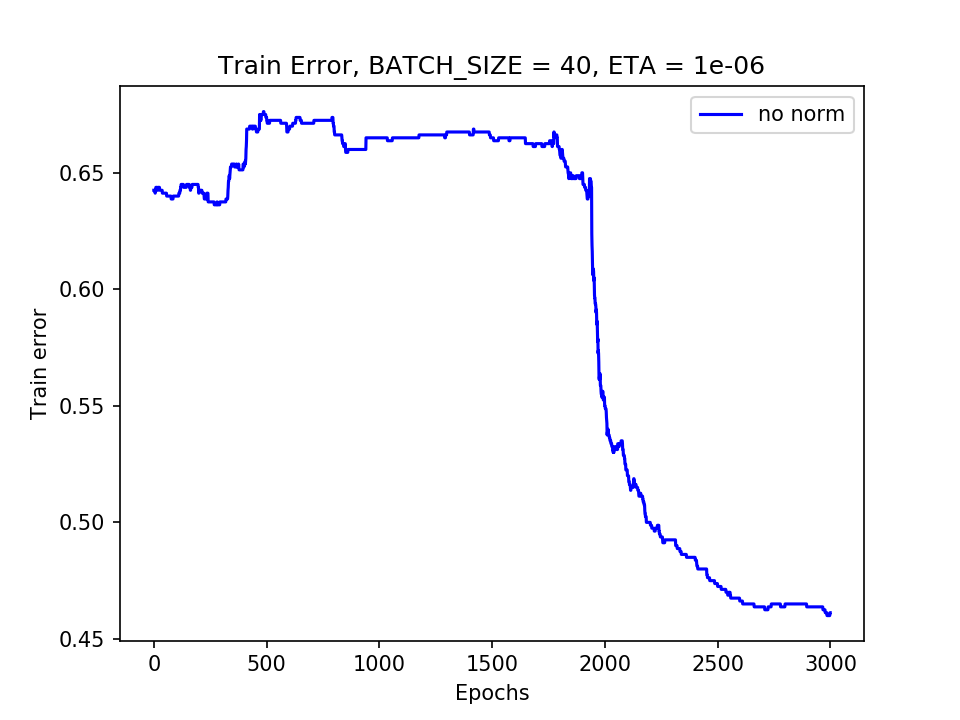 Train Error, BATCH_SIZE = 40, ETA = 1e-06
no norm
Train error
0.65
0.60
0.55
0.50
0.45
0 500 1000 1500 2000 2500 3000
Epochs